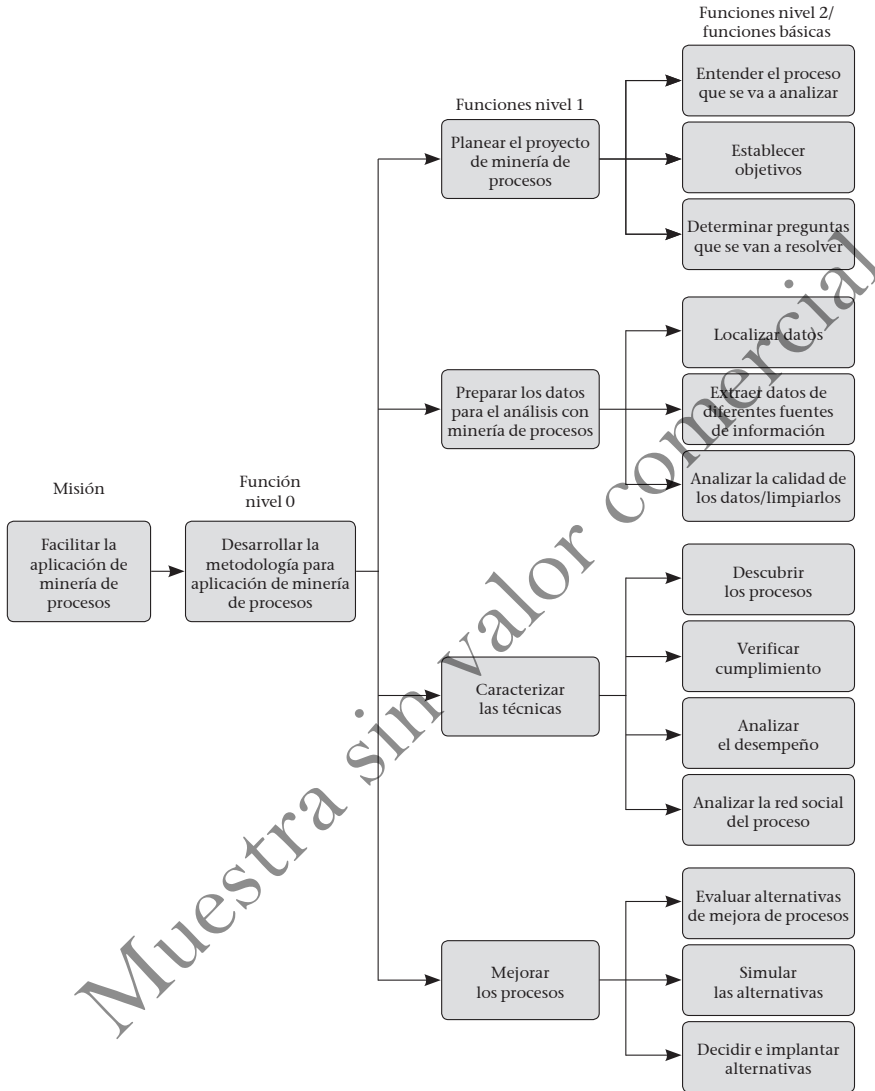 Funciones nivel 2/
funciones básicas
Entender el proceso
que se va a analizar
Funciones nivel 1
Planear el proyecto
de minería de
procesos
Establecer
objetivos
Determinar preguntas
que se van a resolver
Localizar datos
Preparar los datos
para el análisis con
minería de procesos
Extraer datos de
diferentes fuentes
de información
Analizar la calidad de
los datos/limpiarlos
Misión
Función
nivel 0
Facilitar la
aplicación de
minería de
procesos
Desarrollar la
metodología para
aplicación de minería
de procesos
Descubrir
los procesos
Verificar
cumplimiento
Caracterizar
las técnicas
Analizar
el desempeño
Analizar la red social
del proceso
Evaluar alternativas
de mejora de procesos
Mejorar
los procesos
Simular
las alternativas
Decidir e implantar
alternativas
Muestra sin valor comercial